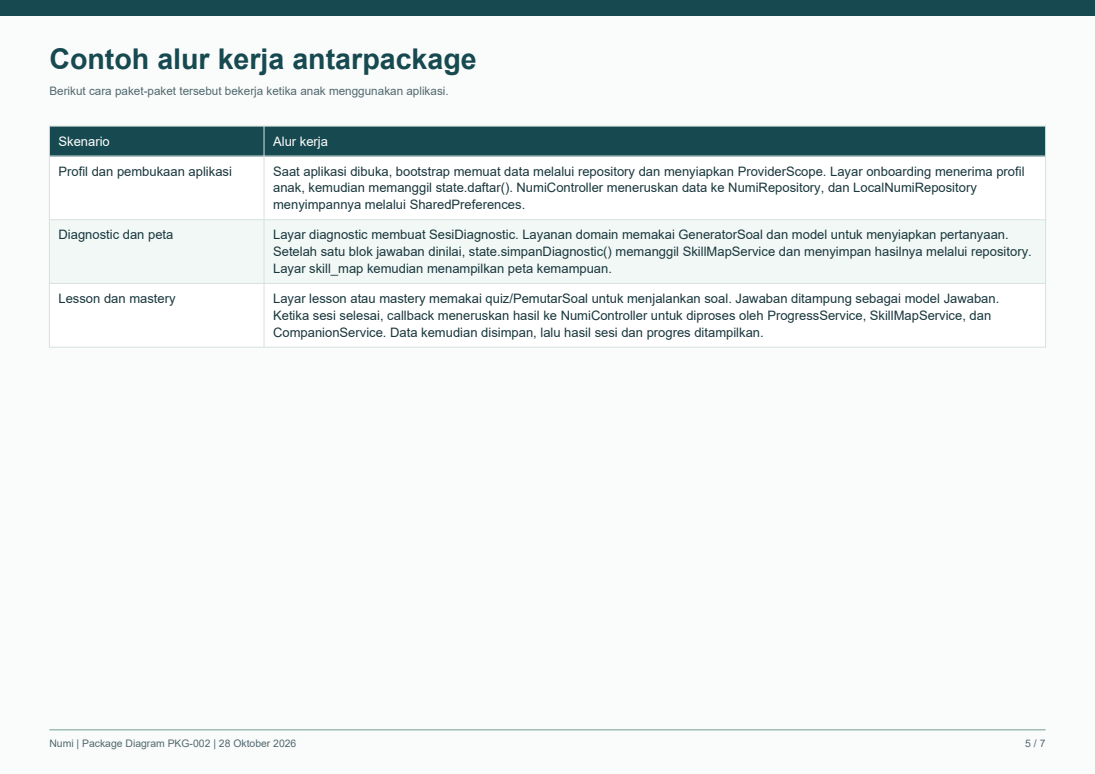 Contoh alur kerja antarpackage
Berikut cara paket-paket tersebut bekerja ketika anak menggunakan aplikasi.
Skenario
Alur kerja
Profil dan pembukaan aplikasi
Saat aplikasi dibuka, bootstrap memuat data melalui repository dan menyiapkan ProviderScope. Layar onboarding menerima profil
anak, kemudian memanggil state.daftar(). NumiController meneruskan data ke NumiRepository, dan LocalNumiRepository
menyimpannya melalui SharedPreferences.
Diagnostic dan peta
Layar diagnostic membuat SesiDiagnostic. Layanan domain memakai GeneratorSoal dan model untuk menyiapkan pertanyaan.
Setelah satu blok jawaban dinilai, state.simpanDiagnostic() memanggil SkillMapService dan menyimpan hasilnya melalui repository.
Layar skill_map kemudian menampilkan peta kemampuan.
Lesson dan mastery
Layar lesson atau mastery memakai quiz/PemutarSoal untuk menjalankan soal. Jawaban ditampung sebagai model Jawaban.
Ketika sesi selesai, callback meneruskan hasil ke NumiController untuk diproses oleh ProgressService, SkillMapService, dan
CompanionService. Data kemudian disimpan, lalu hasil sesi dan progres ditampilkan.
Numi | Package Diagram PKG-002 | 28 Oktober 2026
5 / 7